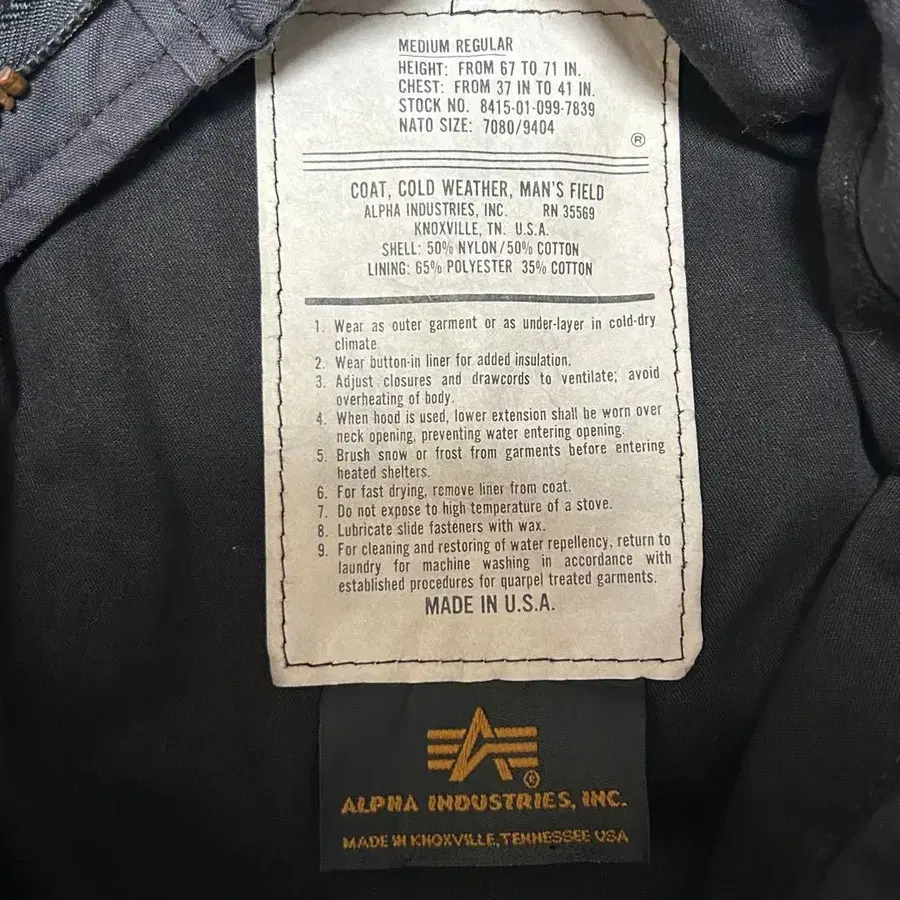 MEDIUM REGULAR
HEIGHT: FROM 67 TO 71 IN.
CHEST: FROM 37 IN TO 41 IN.
STOCK NO. 8415-01-099-7839
NATO SIZE: 7080/9404
®
COAT, COLD WEATHER, MAN'S FIELD
ALPHA INDUSTRIES, INC. RN 35569
KNOXVILLE, TN. U.S.A.
SHELL: 50% NYLON/50% COTTON
LINING: 65% POLYESTER 35% COTTON
1. Wear as outer garment or as under-layer in cold-dry
climate.
2. Wear button-in liner for added insulation.
3. Adjust closures and drawcords to ventilate; avoid
overheating of body.
4. When hood is used, lower extension shall be worn over
neck opening, preventing water entering opening.
5. Brush snow or frost from garments before entering
heated shelters.
6. For fast drying, remove liner from coat.
7. Do not expose to high temperature of a stove.
8. Lubricate slide fasteners with wax.
9. For cleaning and restoring of water repellency, return to
laundry for machine washing in accordance with
established procedures for quarpel treated garments.
MADE IN U.S.A.
©
ALPHA INDUSTRIES, INC.
MADE IN KNOXVILLE, TENNESSEE USA